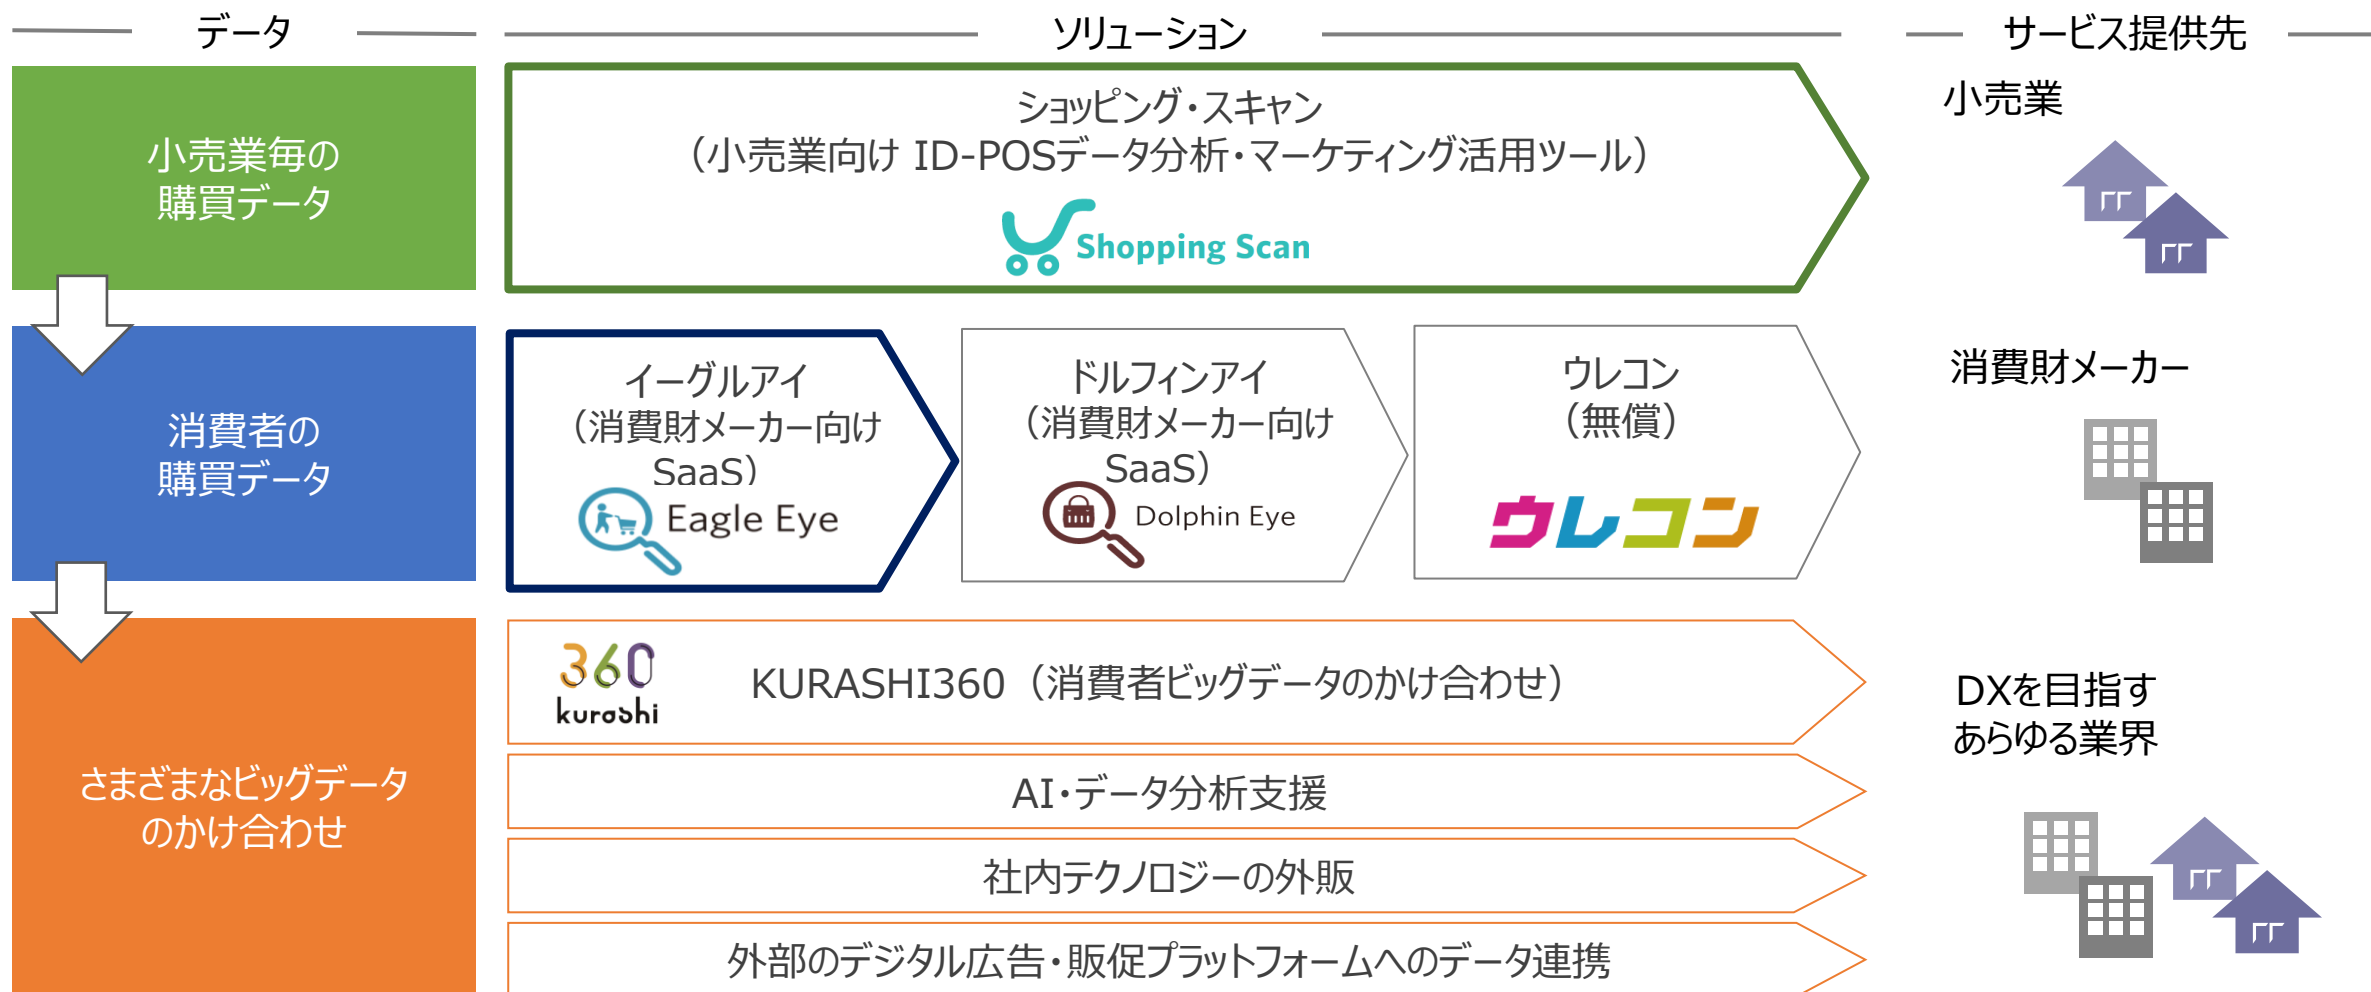 データ
ソリューション
サービス提供先
小売業毎の
購買データ
ショッピング・スキャン
（小売業向け ID-POSデータ分析・マーケティング活用ツール）
Shopping Scan
小売業
消費者の
購買データ
イーグルアイ
（消費財メーカー向け
SaaS）
Eagle Eye
ドルフィンアイ
（消費財メーカー向け
SaaS）
Dolphin Eye
ウレコン
（無償）
ウレコン
消費財メーカー
さまざまなビッグデータ
のかけ合わせ
360
kurashi
KURASHI360（消費者ビッグデータのかけ合わせ）
AI・データ分析支援
社内テクノロジーの外販
外部のデジタル広告・販促プラットフォームへのデータ連携
DXを目指す
あらゆる業界